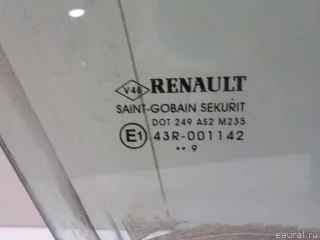 V46 RENAULT
SAINT-GOBAIN SEKURIT
DOT 249 AS2 M235
E1 43R-001142
•• 9
eaural.ru